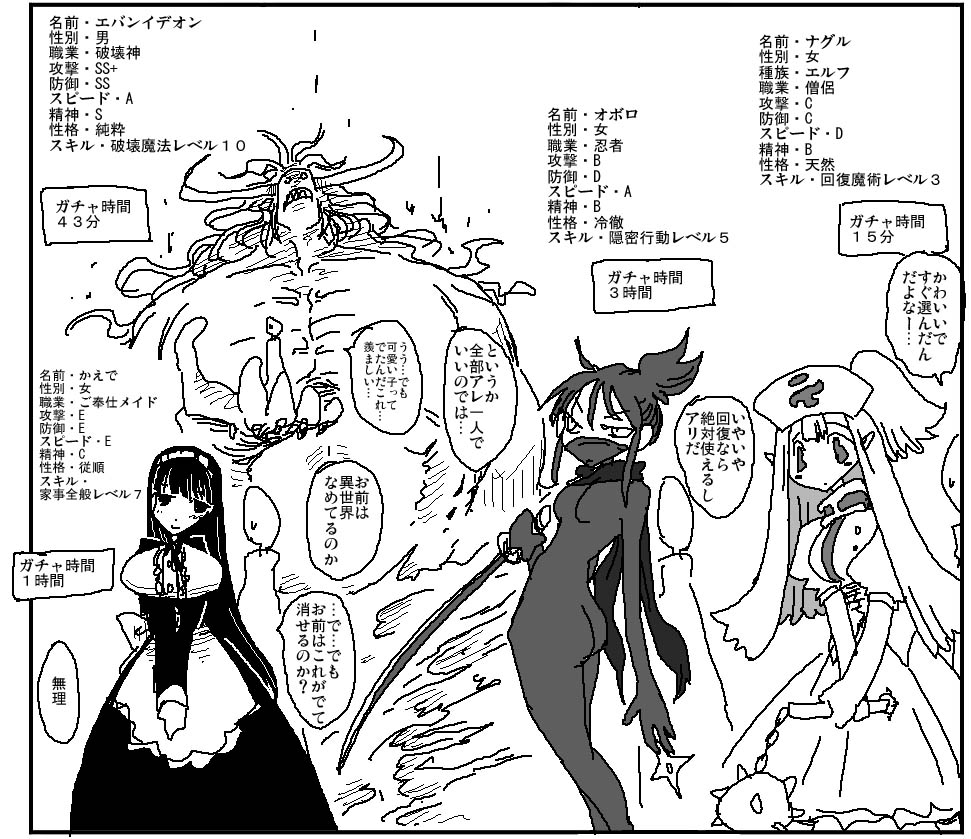 名前・エバンイデオン
性別・男
職業・破壊神
攻撃・SS+
防御・SS
スピード・A
精神・S
性格・純粋
スキル・破壊魔法レベル１０
ガチャ時間
４３分
名前・ナグル
性別・女
種族・エルフ
職業・僧侶
攻撃・C
防御・C
スピード・D
精神・B
性格・天然
スキル・回復魔術レベル３
ガチャ時間
１５分
名前・オボロ
性別・女
職業・忍者
攻撃・B
防御・D
スピード・A
精神・B
性格・冷徹
スキル・隠密行動レベル５
ガチャ時間
３時間
かわいいで
すぐ選んだん
だよなー…
いやいや
回復なら
絶対使えるし
アリだ
というか
全部アレ一人で
いいのでは…
うう…でも
可愛い子って
でたんだこれ…
羨ましい…
名前・かえで
性別・女
職業・ご奉仕メイド
攻撃・E
防御・E
スピード・E
精神・C
性格・従順
スキル・
家事全般レベル７
ガチャ時間
１時間
お前は
異世界
なめてるのか
…で…でも
お前はこれがでて
消せるのか？
無理